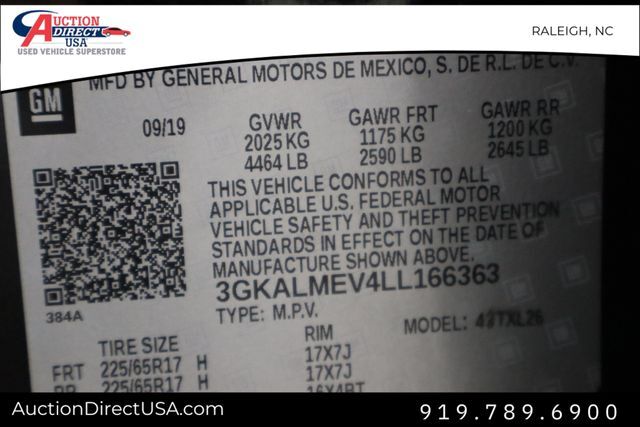 AUCTION
DIRECT
USA
USED VEHICLE SUPERSTORE
RALEIGH, NC
MFD BY GENERAL MOTORS DE MEXICO, S. DE R.L. DE C.V.
GM
09/19
GVWR GAWR FRT GAWR RR
2025 KG 1175 KG 1200 KG
4464 LB 2590 LB 2645 LB
THIS VEHICLE CONFORMS TO ALL
APPLICABLE U.S. FEDERAL MOTOR
VEHICLE SAFETY AND THEFT PREVENTION
STANDARDS IN EFFECT ON THE DATE OF
MANUFACTURE SHOWN ABOVE.
384A
3GKALMEV4LL166363
TYPE: M.P.V. MODEL:
TIRE SIZE RIM
FRT 225/65R17 H 17X7J
RR 225/65R17 H 17X7J
16X4BT
AuctionDirectUSA.com
919.789.6900